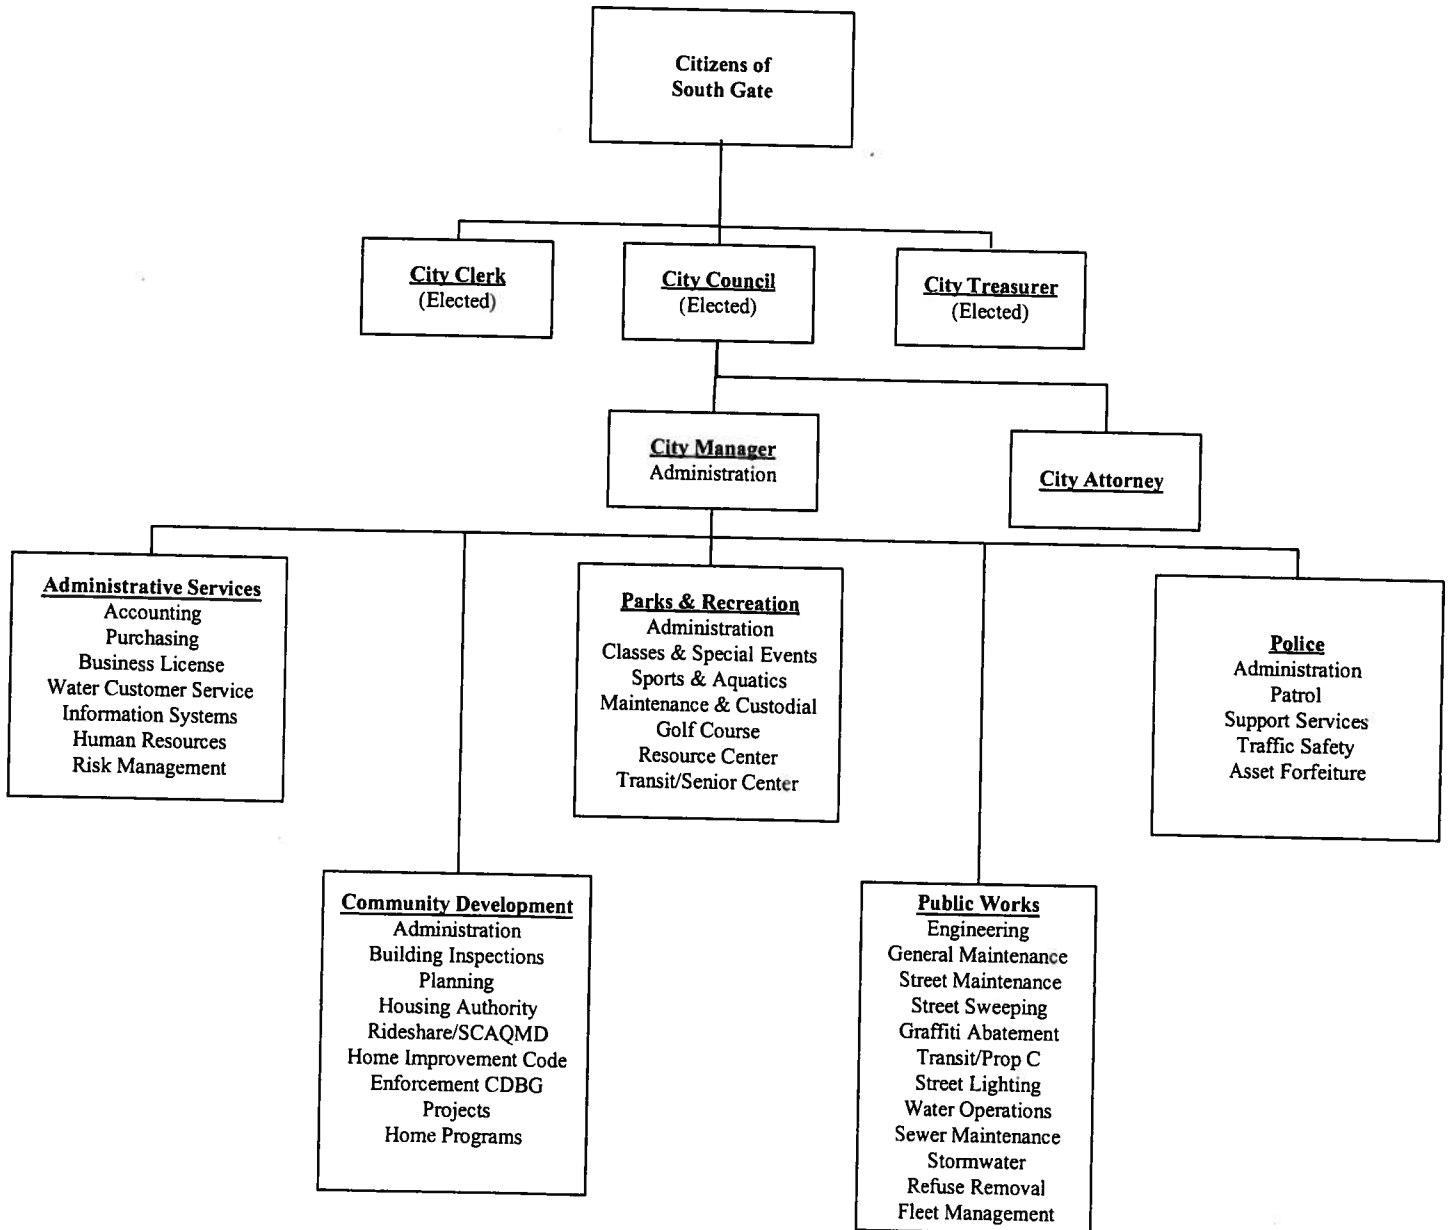 Citizens of
South Gate
City Clerk
(Elected)
City Council
(Elected)
City Treasurer
(Elected)
City Manager
Administration
City Attorney
Administrative Services
Accounting
Purchasing
Business License
Water Customer Service
Information Systems
Human Resources
Risk Management
Parks & Recreation
Administration
Classes & Special Events
Sports & Aquatics
Maintenance & Custodial
Golf Course
Resource Center
Transit/Senior Center
Police
Administration
Patrol
Support Services
Traffic Safety
Asset Forfeiture
Community Development
Administration
Building Inspections
Planning
Housing Authority
Rideshare/SCAQMD
Home Improvement Code
Enforcement CDBG
Projects
Home Programs
Public Works
Engineering
General Maintenance
Street Maintenance
Street Sweeping
Graffiti Abatement
Transit/Prop C
Street Lighting
Water Operations
Sewer Maintenance
Stormwater
Refuse Removal
Fleet Management